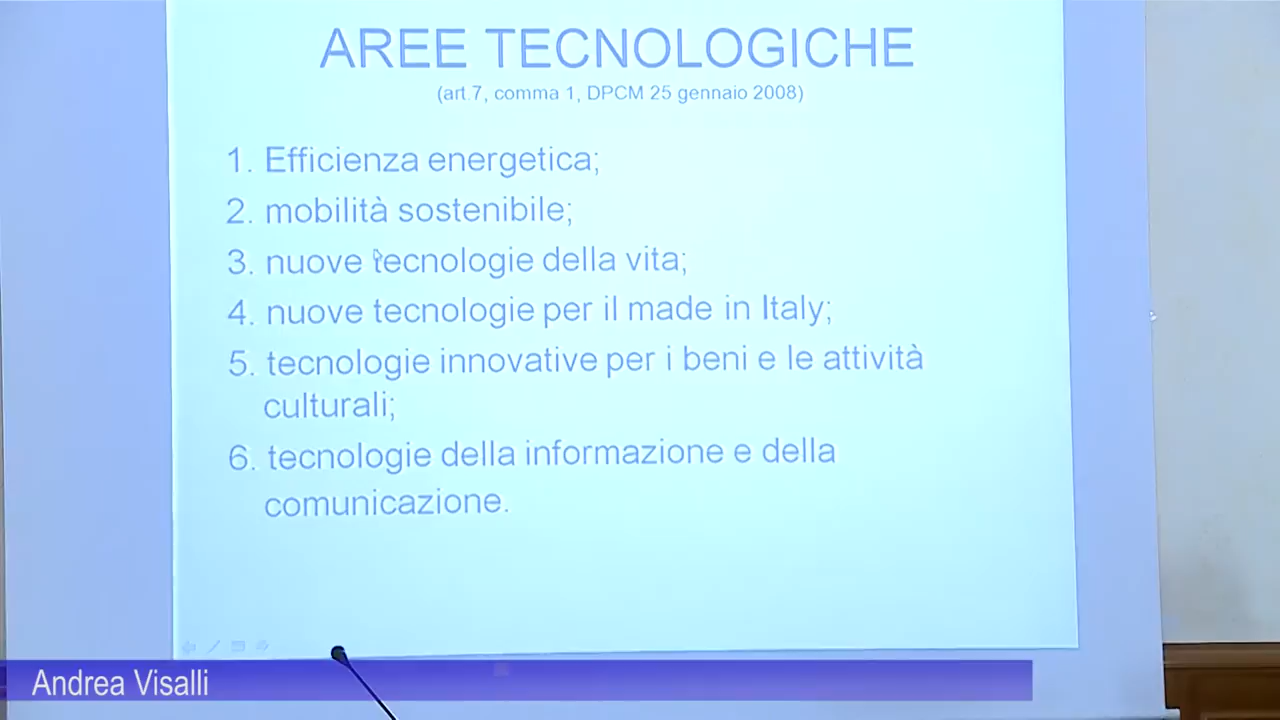 AREE TECNOLOGICHE
(art.7, comma 1, DPCM 25 gennaio 2008)
1. Efficienza energetica;
2. mobilità sostenibile;
3. nuove tecnologie della vita;
4. nuove tecnologie per il made in Italy;
5. tecnologie innovative per i beni e le attività
culturali;
6. tecnologie della informazione e della
comunicazione.
Andrea Visalli